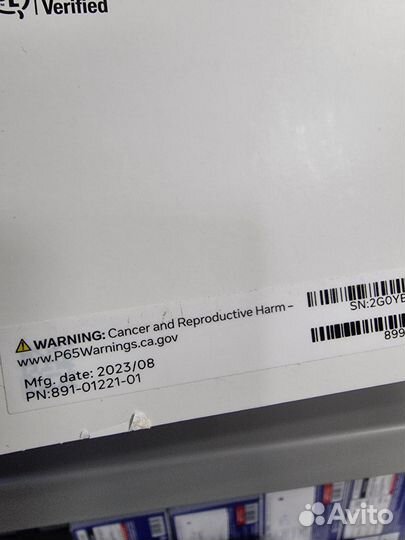 Verified
⚠ WARNING: Cancer and Reproductive Harm –
www.P65Warnings.ca.gov
SN:2G0YE
899
Mfg. date: 2023/08
PN:891-01221-01
Avito